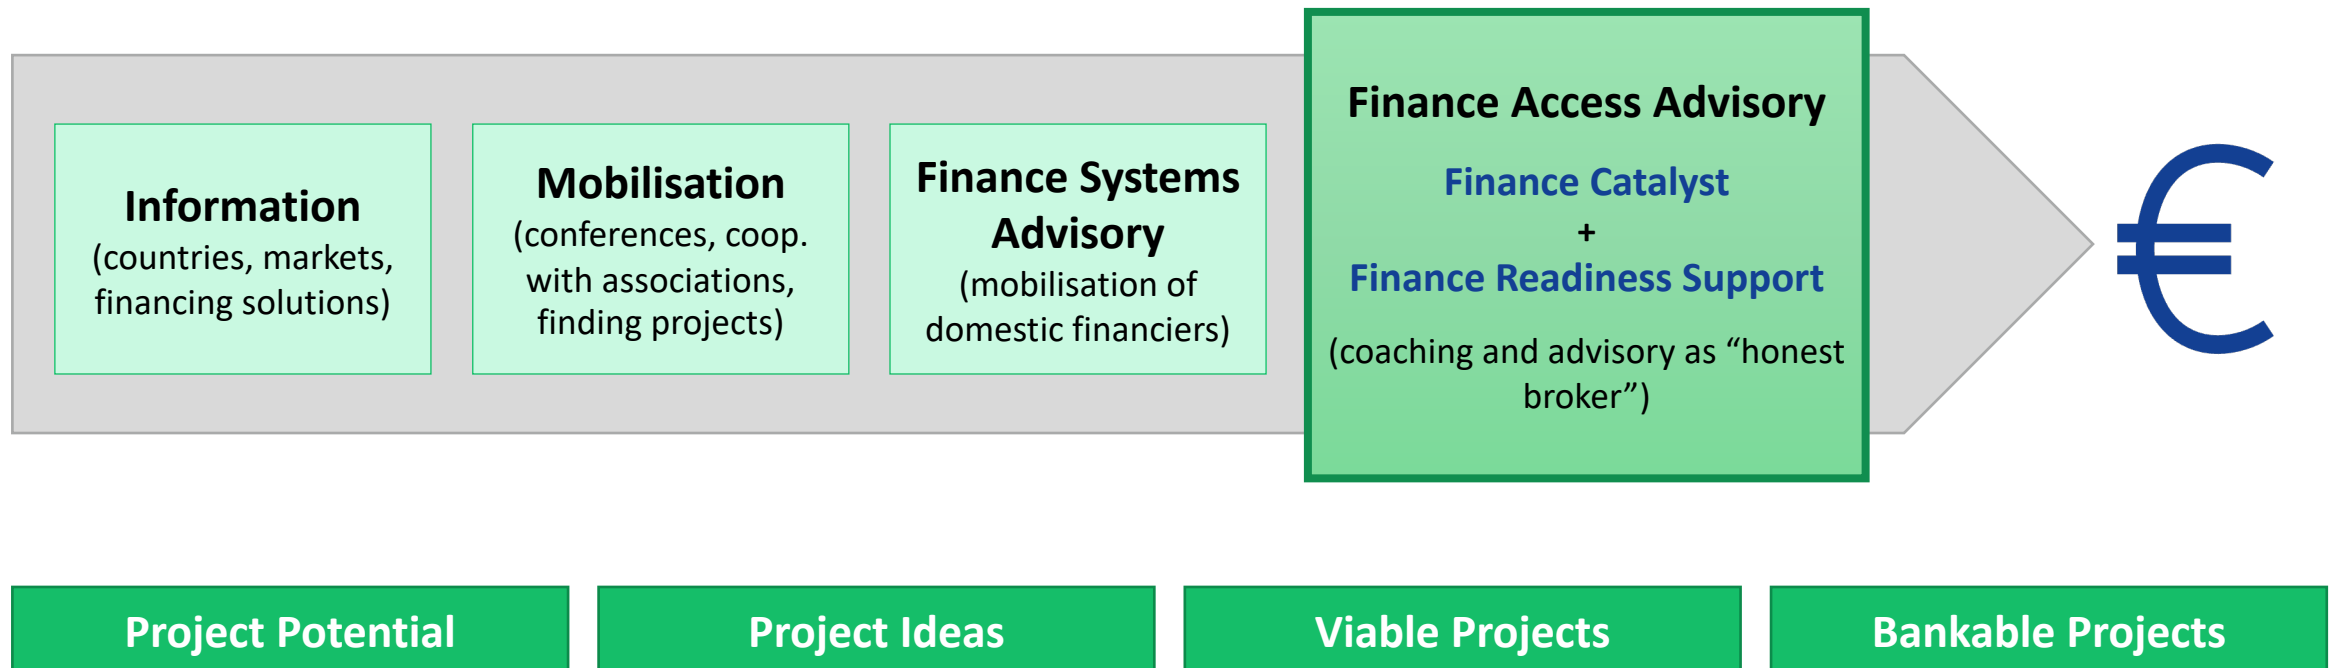 Information
(countries, markets,
financing solutions)
Mobilisation
(conferences, coop.
with associations,
finding projects)
Finance Systems
Advisory
(mobilisation of
domestic financiers)
Finance Access Advisory
Finance Catalyst
+
Finance Readiness Support
(coaching and advisory as “honest
broker”)
€
Project Potential
Project Ideas
Viable Projects
Bankable Projects